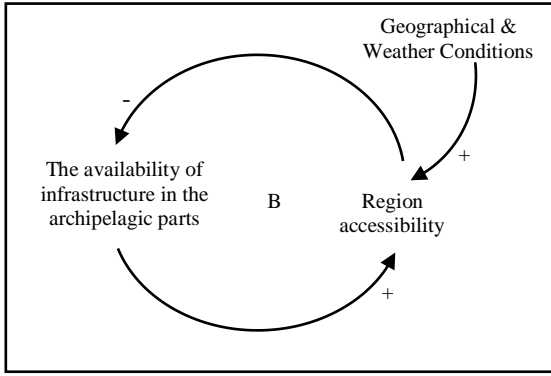 Geographical &
Weather Conditions
-
+
The availability of
infrastructure in the
archipelagic parts
B
Region
accessibility
+